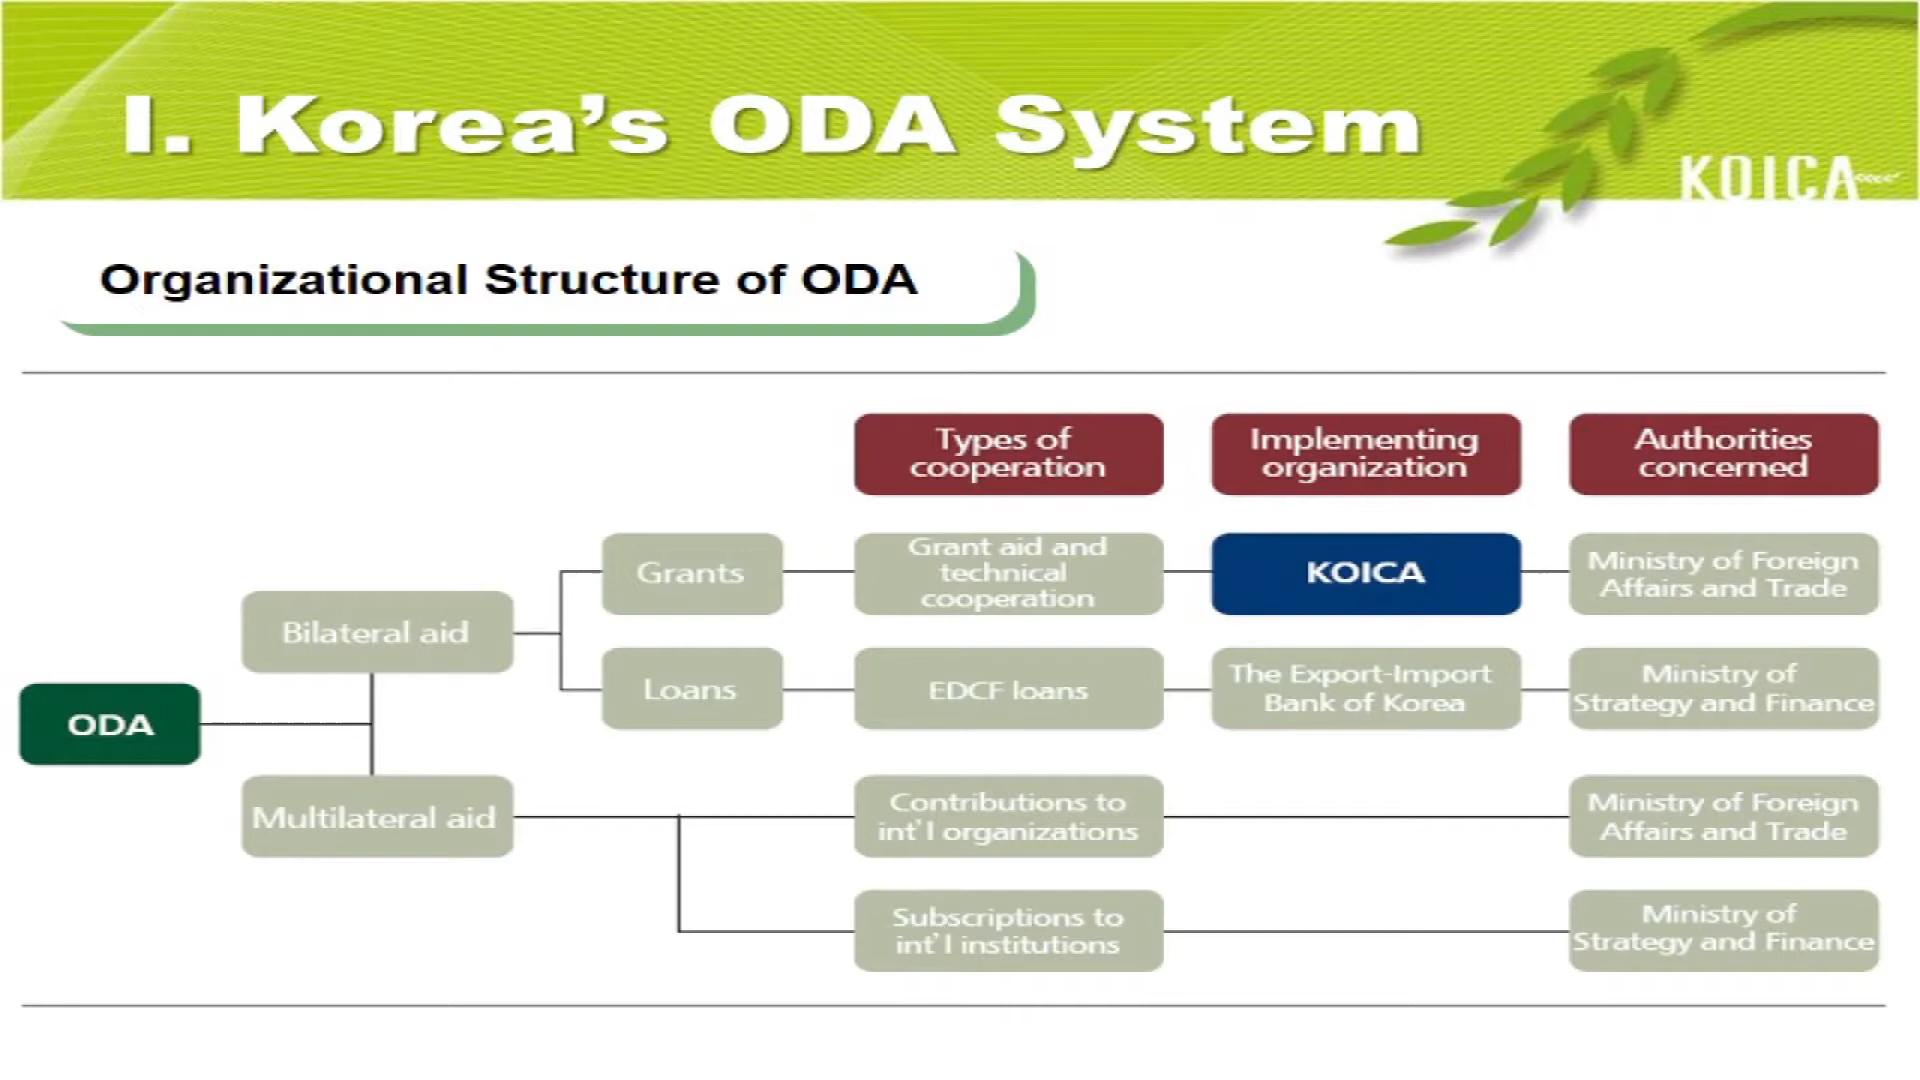 I. Korea's ODA System
KOICA
Organizational Structure of ODA
Types of
cooperation
Implementing
organization
Authorities
concerned
Grants
Grant aid and
technical
cooperation
KOICA
Ministry of Foreign
Affairs and Trade
Bilateral aid
Loans
EDCF loans
The Export-Import
Bank of Korea
Ministry of
Strategy and Finance
ODA
Multilateral aid
Contributions to
int'l organizations
Ministry of Foreign
Affairs and Trade
Subscriptions to
int'l institutions
Ministry of
Strategy and Finance